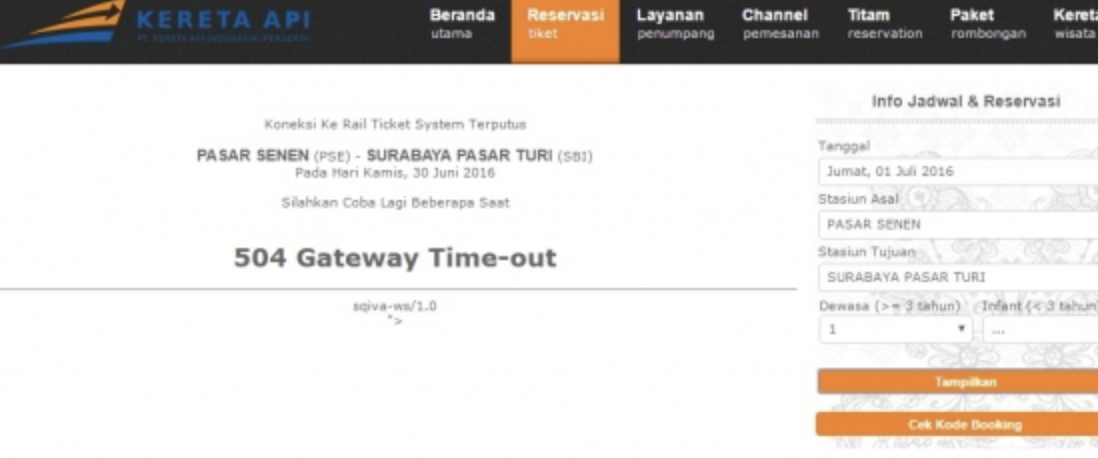 KERETA API
PT. KERETA API INDONESIA (PERSERO)
Beranda
utama
Reservasi
tiket
Layanan
penumpang
Channel
pemesanan
Titam
reservation
Paket
rombongan
Kereta
wisata
Koneksi Ke Rail Ticket System Terputus
PASAR SENEN (PSE) - SURABAYA PASAR TURI (SBI)
Pada Hari Kamis, 30 Juni 2016
Silahkan Coba Lagi Beberapa Saat
504 Gateway Time-out
sqiva-ws/1.0
">
Info Jadwal & Reservasi
Tanggal
Jumat, 01 Juli 2016
Stasiun Asal
PASAR SENEN
Stasiun Tujuan
SURABAYA PASAR TURI
Dewasa (>= 3 tahun) Infant (< 3 tahun)
1 ...
Tampilkan
Cek Kode Booking